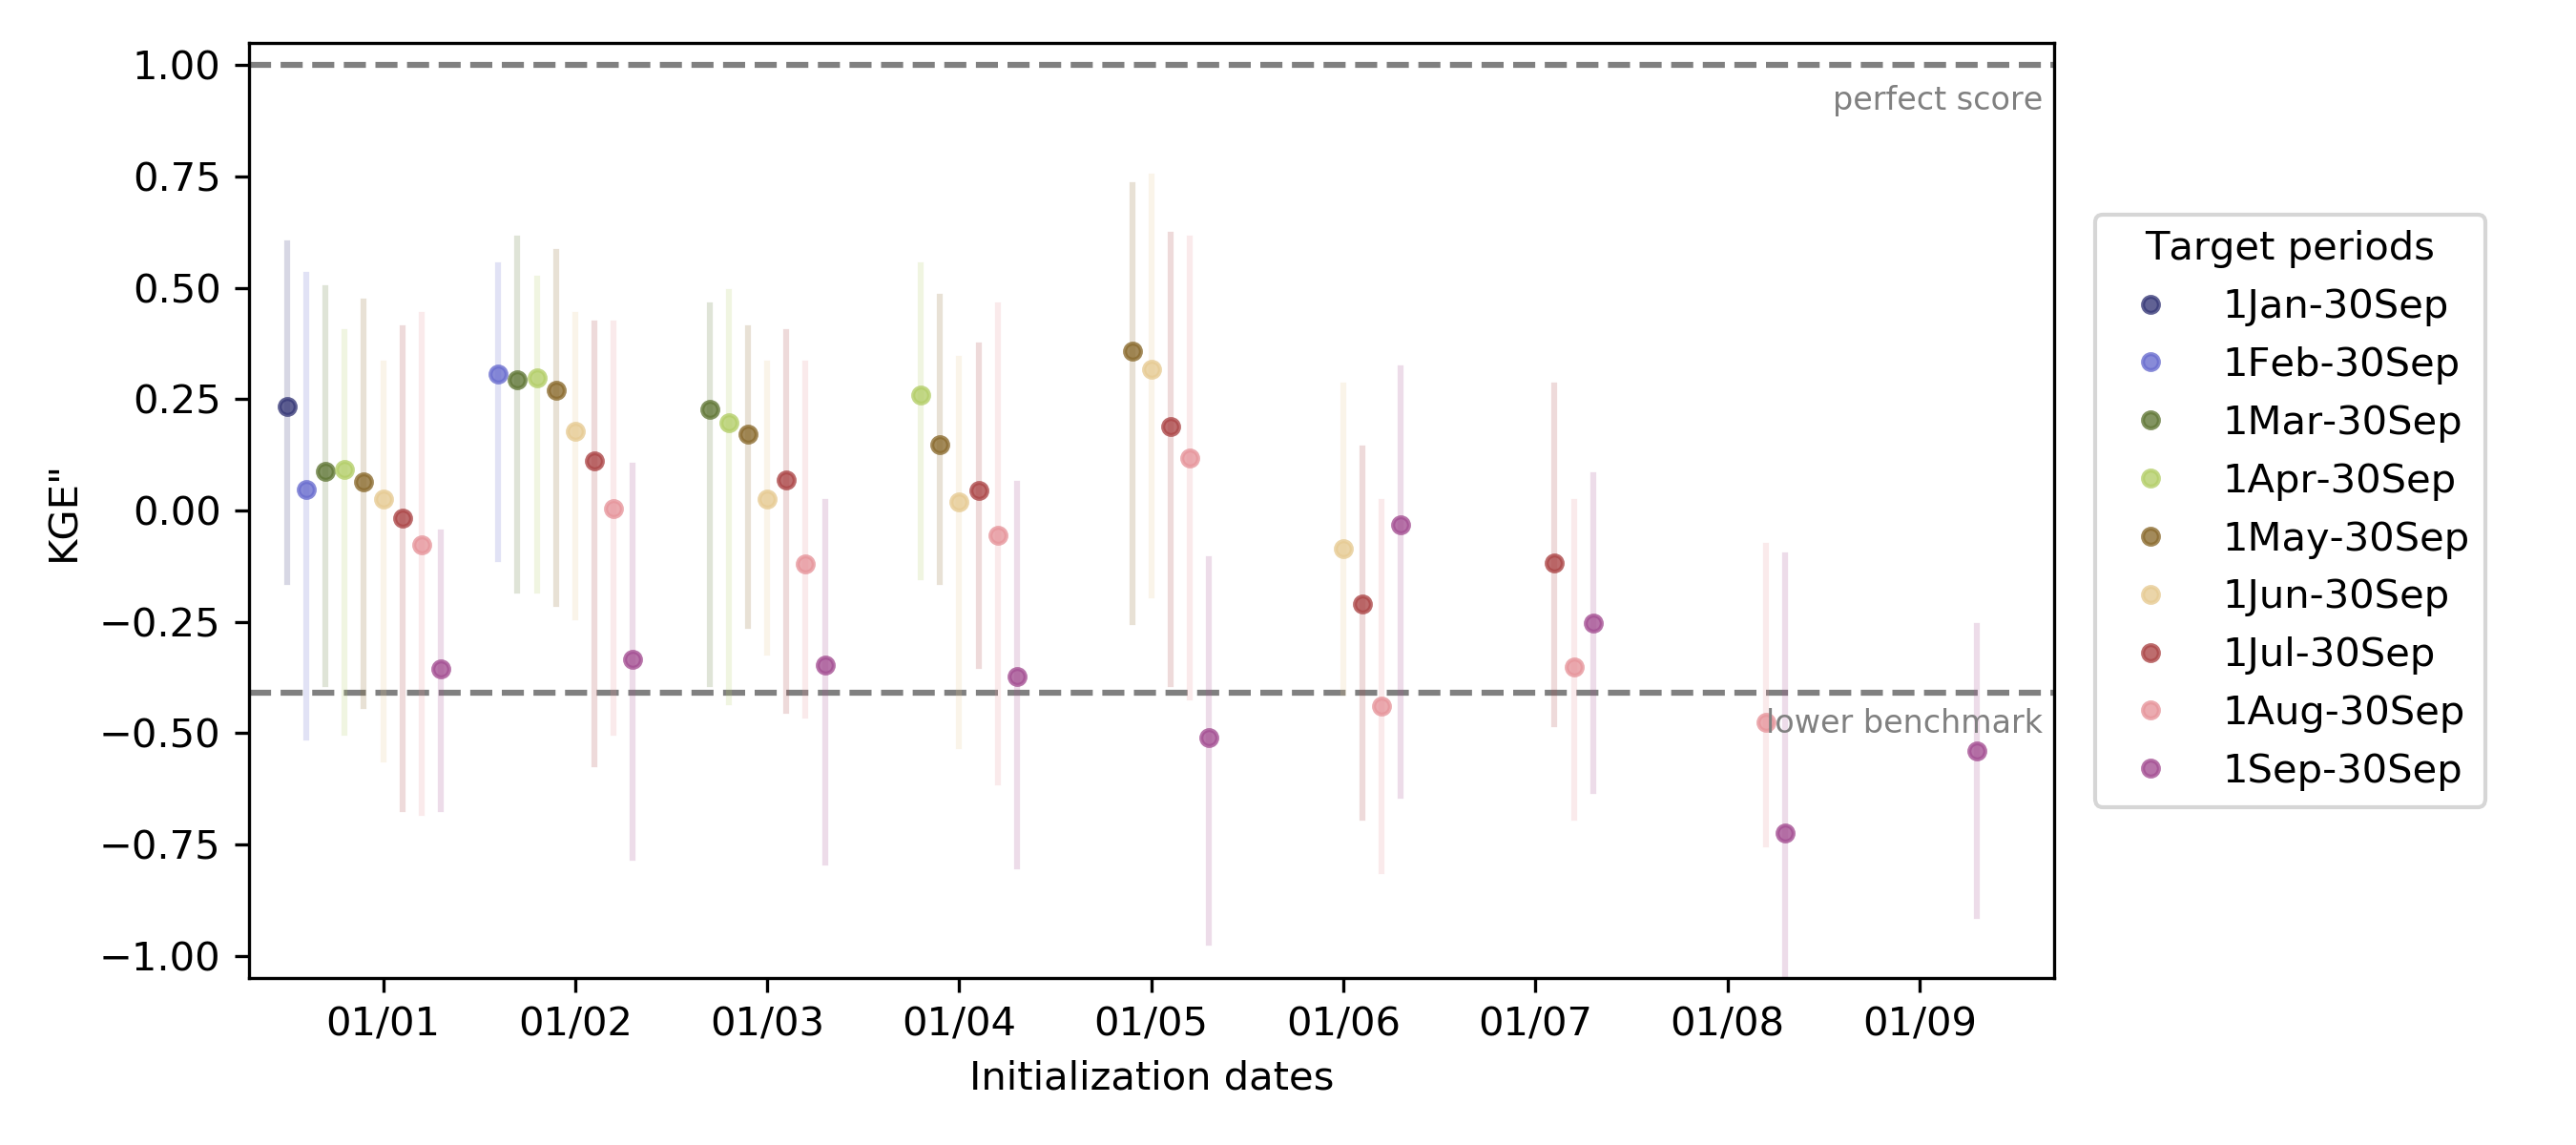 1.00
0.75
0.50
0.25
0.00
−0.25
−0.50
−0.75
−1.00
KGE"
perfect score
lower benchmark
01/01 01/02 01/03 01/04 01/05 01/06 01/07 01/08 01/09
Initialization dates
Target periods
1Jan-30Sep
1Feb-30Sep
1Mar-30Sep
1Apr-30Sep
1May-30Sep
1Jun-30Sep
1Jul-30Sep
1Aug-30Sep
1Sep-30Sep